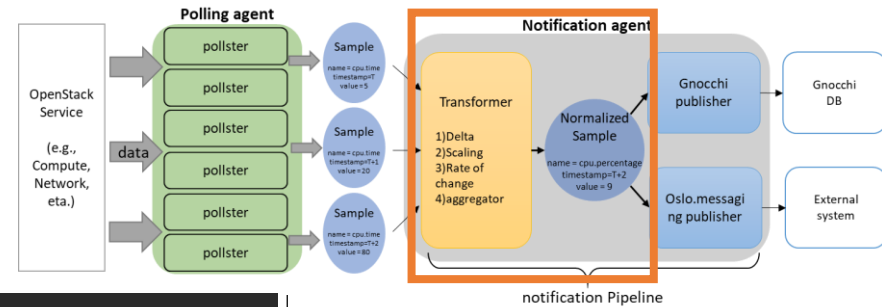 Polling agent
Notification agent
OpenStack
Service
(e.g.,
Compute,
Network,
eta.)
data
pollster
pollster
pollster
pollster
pollster
pollster
Sample
name = cpu.time
timestamp=T
value = 5
Sample
name = cpu.time
timestamp=T+1
value = 20
Sample
name = cpu.time
timestamp=T+2
value = 80
Transformer
1)Delta
2)Scaling
3)Rate of
change
4)aggregator
Normalized
Sample
name = cpu.percentage
timestamp=T+2
value = 9
Gnocchi
publisher
Oslo.messagi
ng publisher
Gnocchi
DB
External
system
notification Pipeline